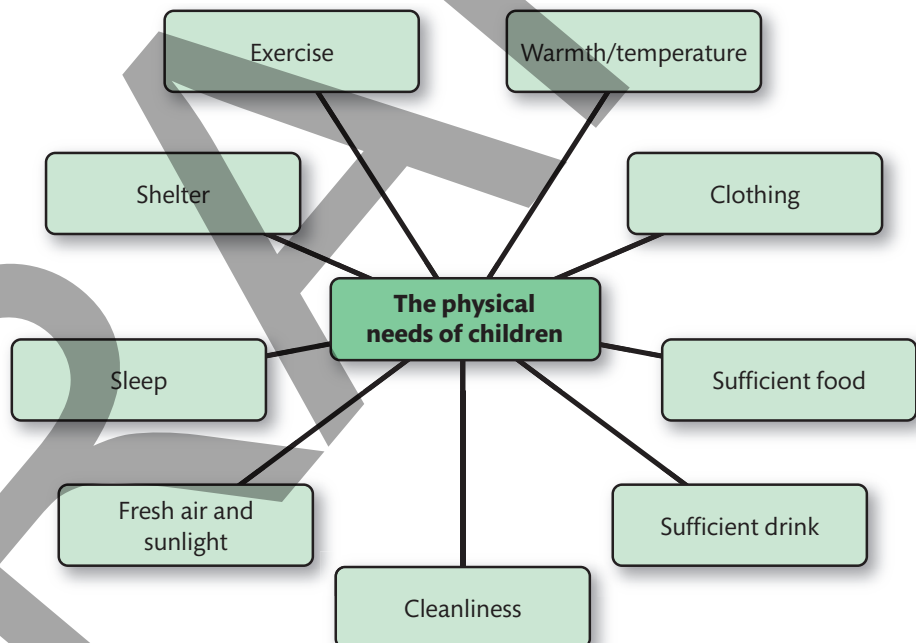 Exercise
Warmth/temperature
Shelter
Clothing
The physical
needs of children
Sleep
Sufficient food
Fresh air and
sunlight
Sufficient drink
Cleanliness